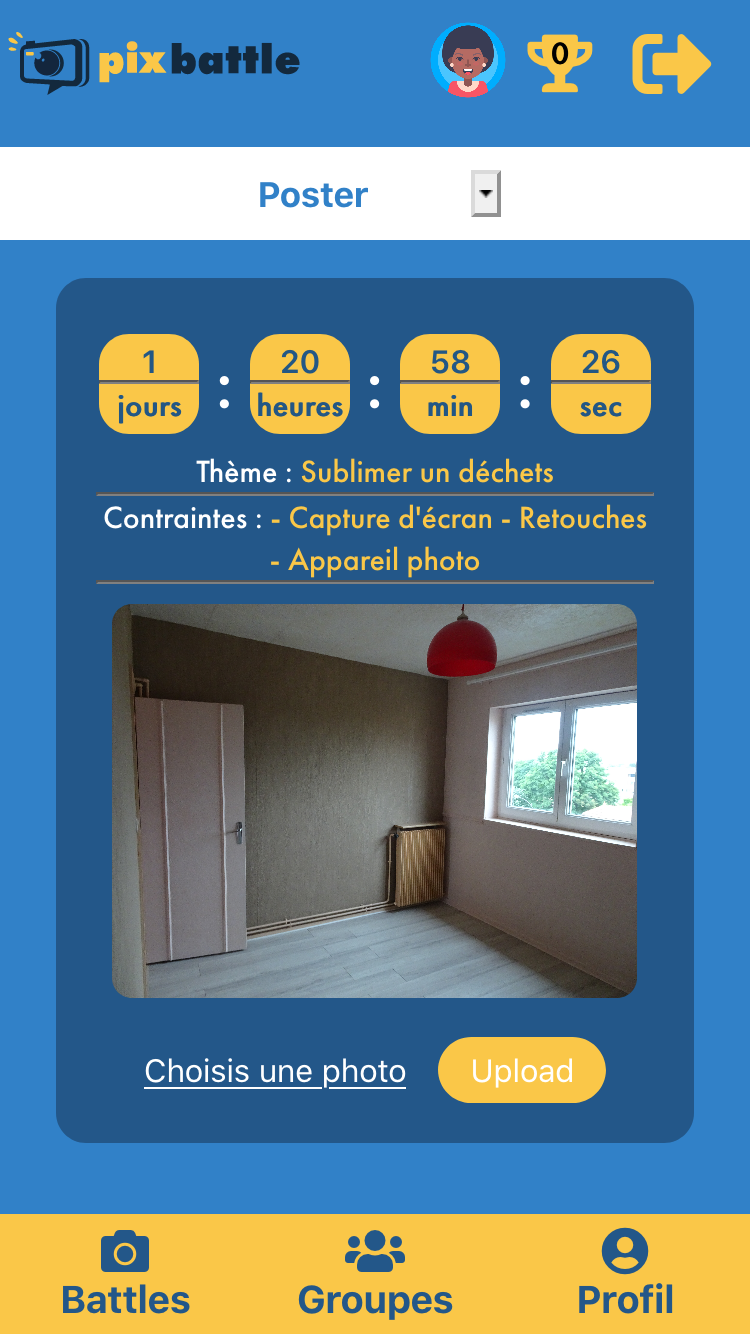 pixbattle
0
Poster
1 : 20 : 58 : 26
jours heures min sec
Thème : Sublimer un déchets
Contraintes : - Capture d'écran - Retouches
- Appareil photo
Choisis une photo Upload
Battles Groupes Profil